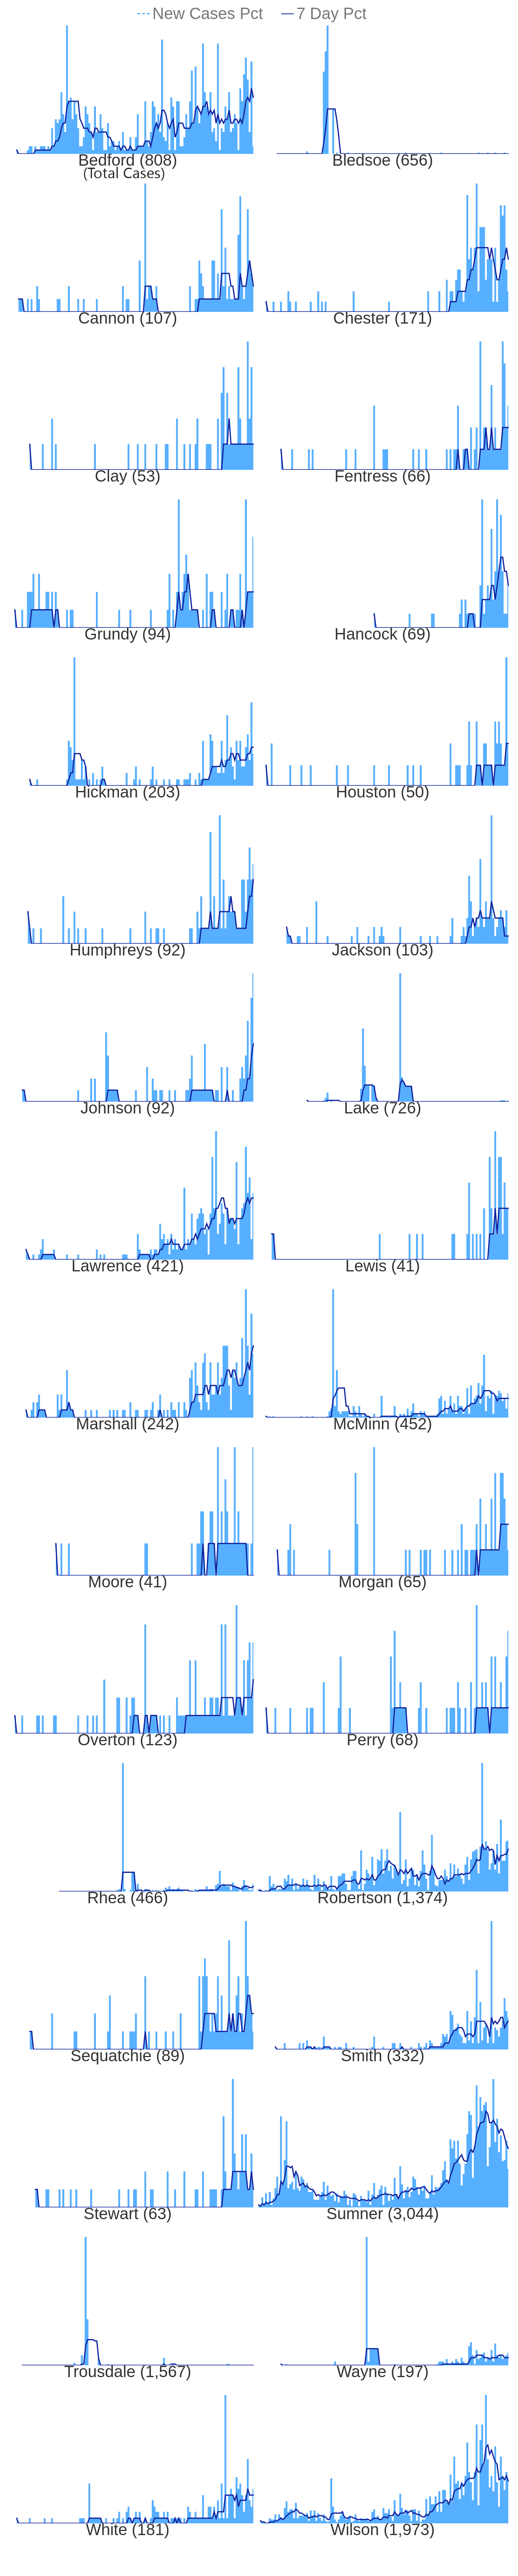 New Cases Pct 7 Day Pct
Bedford (808) Bledsoe (656)
(Total Cases)
Cannon (107) Chester (171)
Clay (53) Fentress (66)
Grundy (94) Hancock (69)
Hickman (203) Houston (50)
Humphreys (92) Jackson (103)
Johnson (92) Lake (726)
Lawrence (421) Lewis (41)
Marshall (242) McMinn (452)
Moore (41) Morgan (65)
Overton (123) Perry (68)
Rhea (466) Robertson (1,374)
Sequatchie (89) Smith (332)
Stewart (63) Sumner (3,044)
Trousdale (1,567) Wayne (197)
White (181) Wilson (1,973)